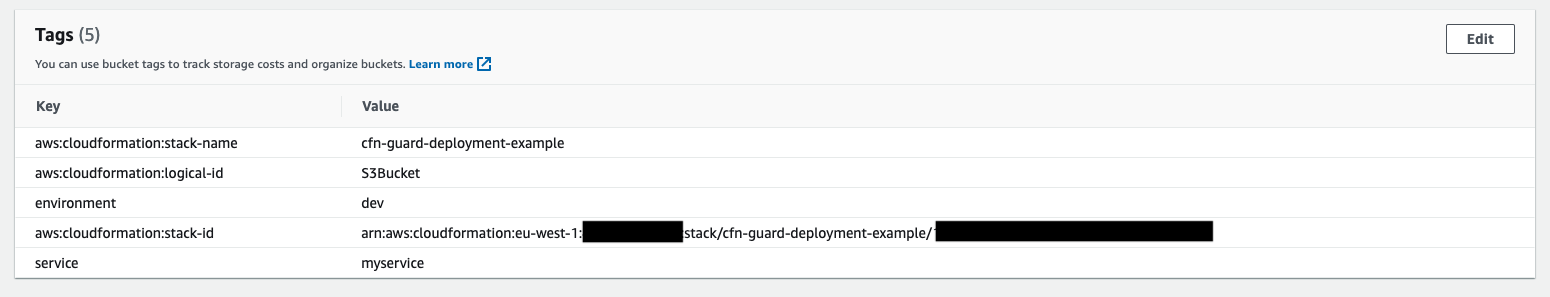 Tags (5)
Edit
You can use bucket tags to track storage costs and organize buckets. Learn more
Key Value
aws:cloudformation:stack-name cfn-guard-deployment-example
aws:cloudformation:logical-id S3Bucket
environment dev
aws:cloudformation:stack-id arn:aws:cloudformation:eu-west-1: :stack/cfn-guard-deployment-example/
service myservice